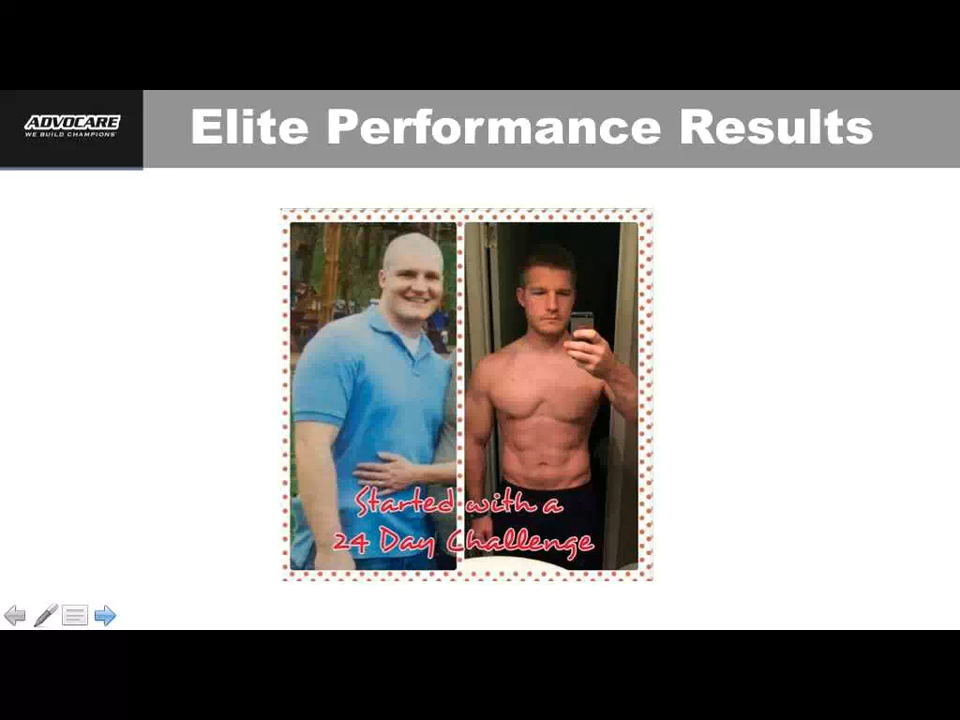 ADVOCARE
WE BUILD CHAMPIONS
Elite Performance Results
Started with a
24 Day Challenge